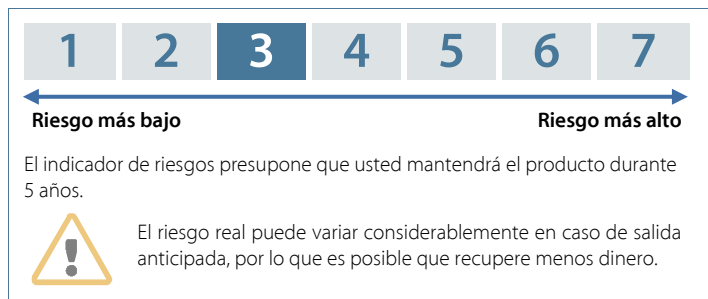 1 2 3 4 5 6 7
Riesgo más bajo Riesgo más alto
El indicador de riesgos presupone que usted mantendrá el producto durante
5 años.
El riesgo real puede variar considerablemente en caso de salida
anticipada, por lo que es posible que recupere menos dinero.